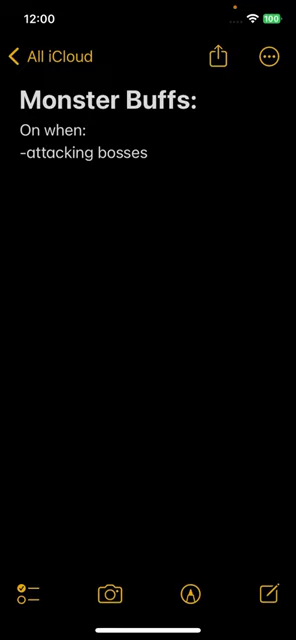 12:00
100
All iCloud
Monster Buffs:
On when:
-attacking bosses